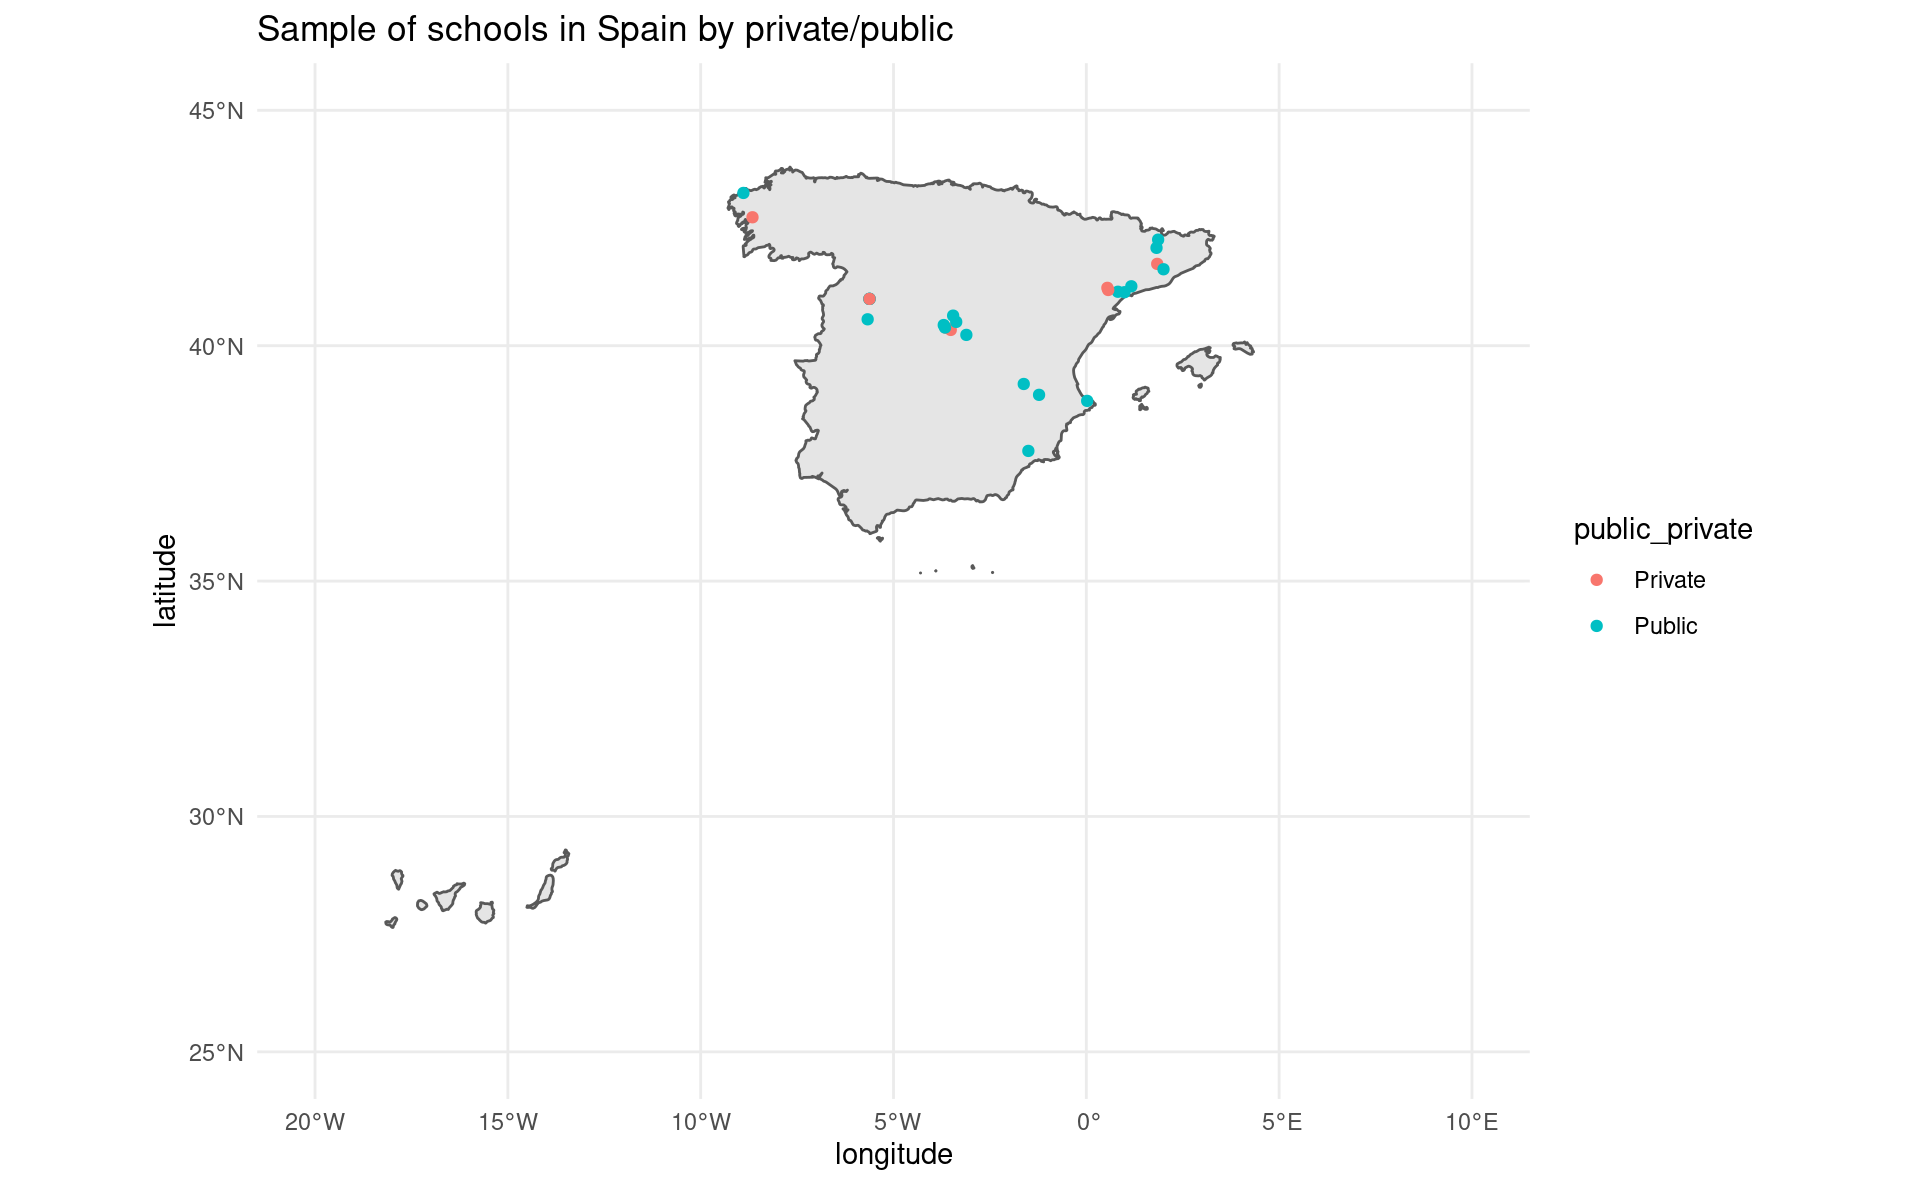 Sample of schools in Spain by private/public
45°N
40°N
35°N
30°N
25°N
latitude
20°W 15°W 10°W 5°W 0° 5°E 10°E
longitude
public_private
Private
Public